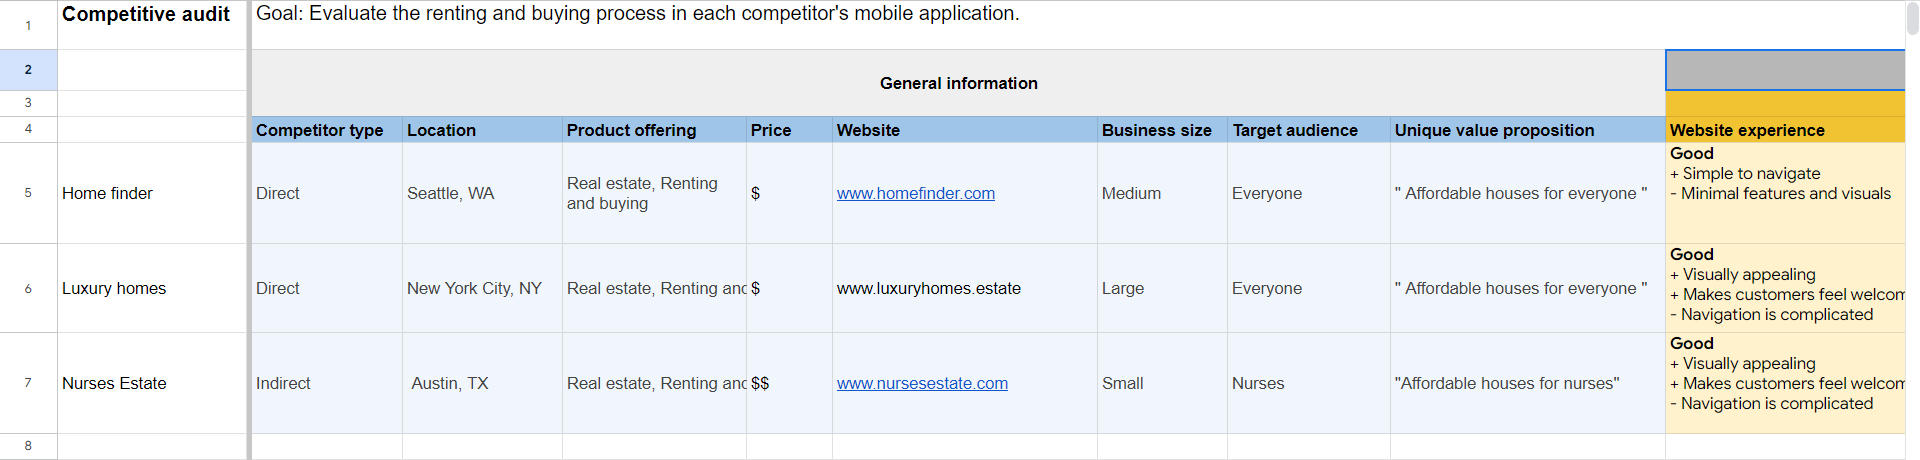 1 Competitive audit Goal: Evaluate the renting and buying process in each competitor's mobile application.
2
General information
3
4 Competitor type Location Product offering Price Website Business size Target audience Unique value proposition Website experience
5 Home finder Direct Seattle, WA Real estate, Renting and buying $ www.homefinder.com Medium Everyone " Affordable houses for everyone "
Good
+ Simple to navigate
- Minimal features and visuals
6 Luxury homes Direct New York City, NY Real estate, Renting and $ www.luxuryhomes.estate Large Everyone " Affordable houses for everyone "
Good
+ Visually appealing
+ Makes customers feel welcom
- Navigation is complicated
7 Nurses Estate Indirect Austin, TX Real estate, Renting and $$ www.nursesestate.com Small Nurses "Affordable houses for nurses"
Good
+ Visually appealing
+ Makes customers feel welcom
- Navigation is complicated
8